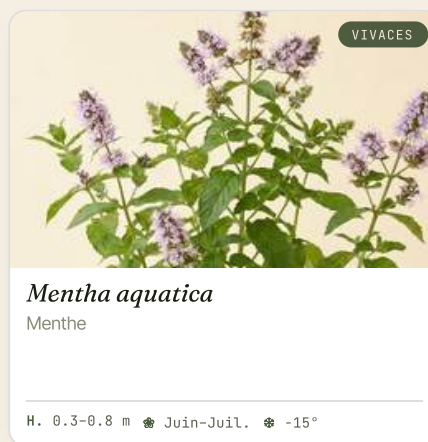 VIVACES
Mentha aquatica
Menthe
H. 0.3–0.8 m ❀ Juin–Juil. ❄ -15°